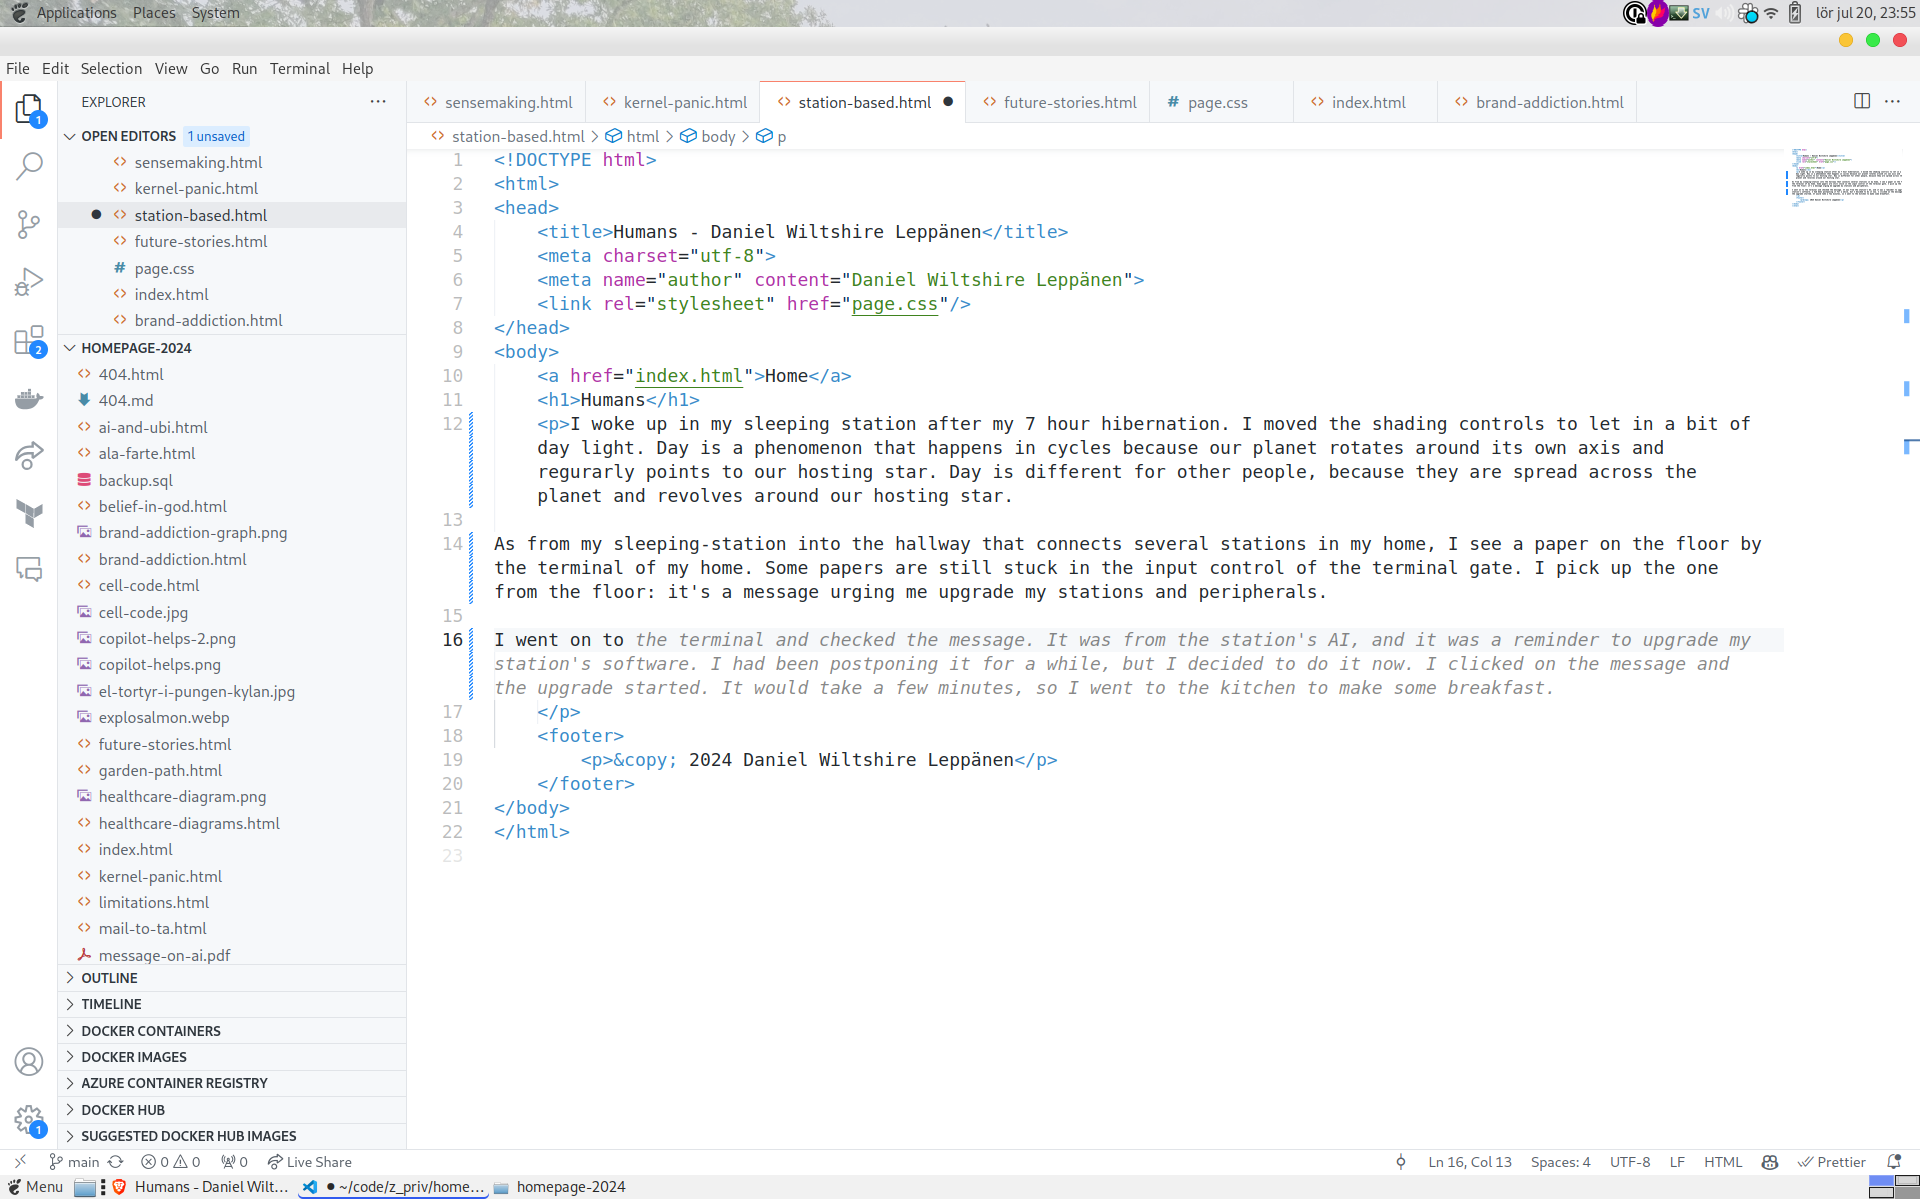 Applications Places System
SV lör jul 20, 23:55
File Edit Selection View Go Run Terminal Help
EXPLORER
OPEN EDITORS 1 unsaved
sensemaking.html
kernel-panic.html
station-based.html
future-stories.html
page.css
index.html
brand-addiction.html
HOMEPAGE-2024
404.html
404.md
ai-and-ubi.html
ala-farte.html
backup.sql
belief-in-god.html
brand-addiction-graph.png
brand-addiction.html
cell-code.html
cell-code.jpg
copilot-helps-2.png
copilot-helps.png
el-tortyr-i-pungen-kylan.jpg
explosalmon.webp
future-stories.html
garden-path.html
healthcare-diagram.png
healthcare-diagrams.html
index.html
kernel-panic.html
limitations.html
mail-to-ta.html
message-on-ai.pdf
OUTLINE
TIMELINE
DOCKER CONTAINERS
DOCKER IMAGES
AZURE CONTAINER REGISTRY
DOCKER HUB
SUGGESTED DOCKER HUB IMAGES
1
2
1
sensemaking.html kernel-panic.html station-based.html future-stories.html page.css index.html brand-addiction.html
station-based.html > html > body > p
1 <!DOCTYPE html>
2 <html>
3 <head>
4 <title>Humans - Daniel Wiltshire Leppänen</title>
5 <meta charset="utf-8">
6 <meta name="author" content="Daniel Wiltshire Leppänen">
7 <link rel="stylesheet" href="page.css"/>
8 </head>
9 <body>
10 <a href="index.html">Home</a>
11 <h1>Humans</h1>
12 <p>I woke up in my sleeping station after my 7 hour hibernation. I moved the shading controls to let in a bit of
day light. Day is a phenomenon that happens in cycles because our planet rotates around its own axis and
regurarly points to our hosting star. Day is different for other people, because they are spread across the
planet and revolves around our hosting star.
13
14 As from my sleeping-station into the hallway that connects several stations in my home, I see a paper on the floor by
the terminal of my home. Some papers are still stuck in the input control of the terminal gate. I pick up the one
from the floor: it's a message urging me upgrade my stations and peripherals.
15
16 I went on to the terminal and checked the message. It was from the station's AI, and it was a reminder to upgrade my
station's software. I had been postponing it for a while, but I decided to do it now. I clicked on the message and
the upgrade started. It would take a few minutes, so I went to the kitchen to make some breakfast.
17 </p>
18 <footer>
19 <p>&copy; 2024 Daniel Wiltshire Leppänen</p>
20 </footer>
21 </body>
22 </html>
23
main 0 0 0 Live Share Ln 16, Col 13 Spaces: 4 UTF-8 LF HTML Prettier
Menu Humans - Daniel Wilt... ● ~/code/z_priv/home... homepage-2024